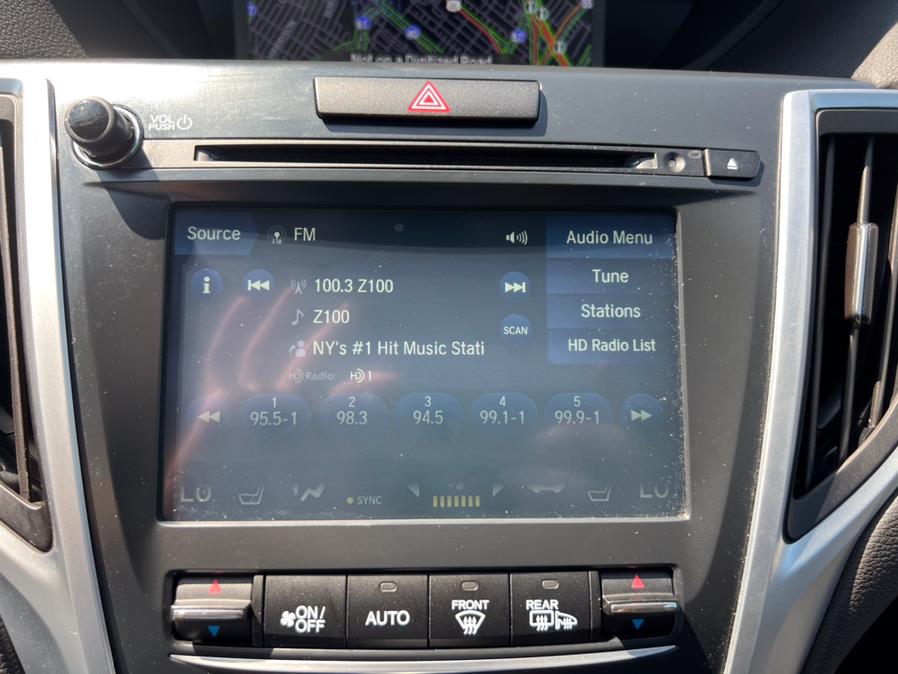 Not on a Digitized Road
VOL
PUSH
Source
FM
Audio Menu
100.3 Z100
Tune
Z100
Stations
SCAN
NY's #1 Hit Music Stati
HD Radio List
HD Radio HD1
1 2 3 4 5
95.5-1 98.3 94.5 99.1-1 99.9-1
LO SYNC LO
ON/
OFF
AUTO
FRONT
REAR